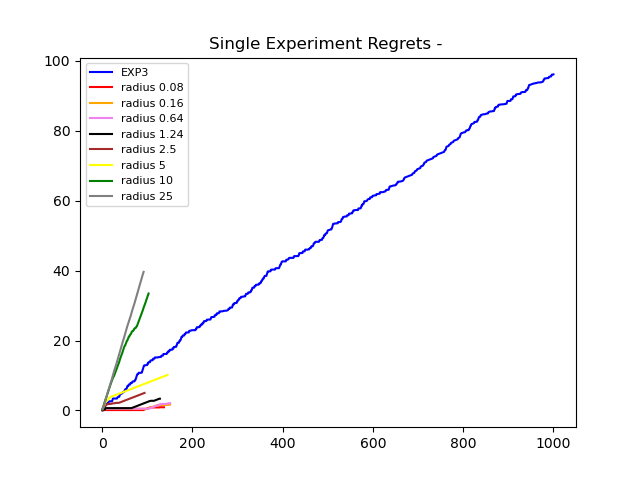 Single Experiment Regrets -
100
80
60
40
20
0
EXP3
radius 0.08
radius 0.16
radius 0.64
radius 1.24
radius 2.5
radius 5
radius 10
radius 25
0 200 400 600 800 1000